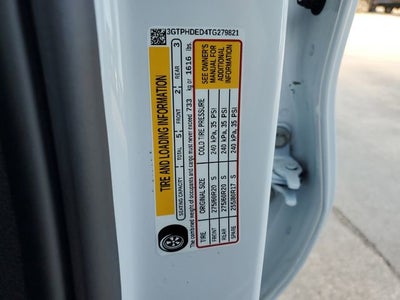 3GTPHDED4TG279821
TIRE AND LOADING INFORMATION
SEATING CAPACITY TOTAL 5 FRONT 2 REAR 3
The combined weight of occupants and cargo must never exceed 733 kg or 1616 lbs.
TIRE ORIGINAL SIZE COLD TIRE PRESSURE
FRONT 275/60R20 S 240 kPa, 35 PSI
REAR 275/60R20 S 240 kPa, 35 PSI
SPARE 255/80R17 S 240 kPa, 35 PSI
SEE OWNER'S
MANUAL FOR
ADDITIONAL
INFORMATION